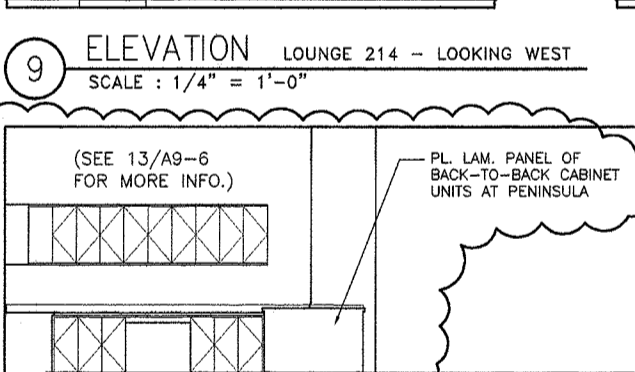 9
ELEVATION LOUNGE 214 - LOOKING WEST
SCALE : 1/4" = 1'-0"
(SEE 13/A9-6
FOR MORE INFO.)
PL. LAM. PANEL OF
BACK-TO-BACK CABINET
UNITS AT PENINSULA